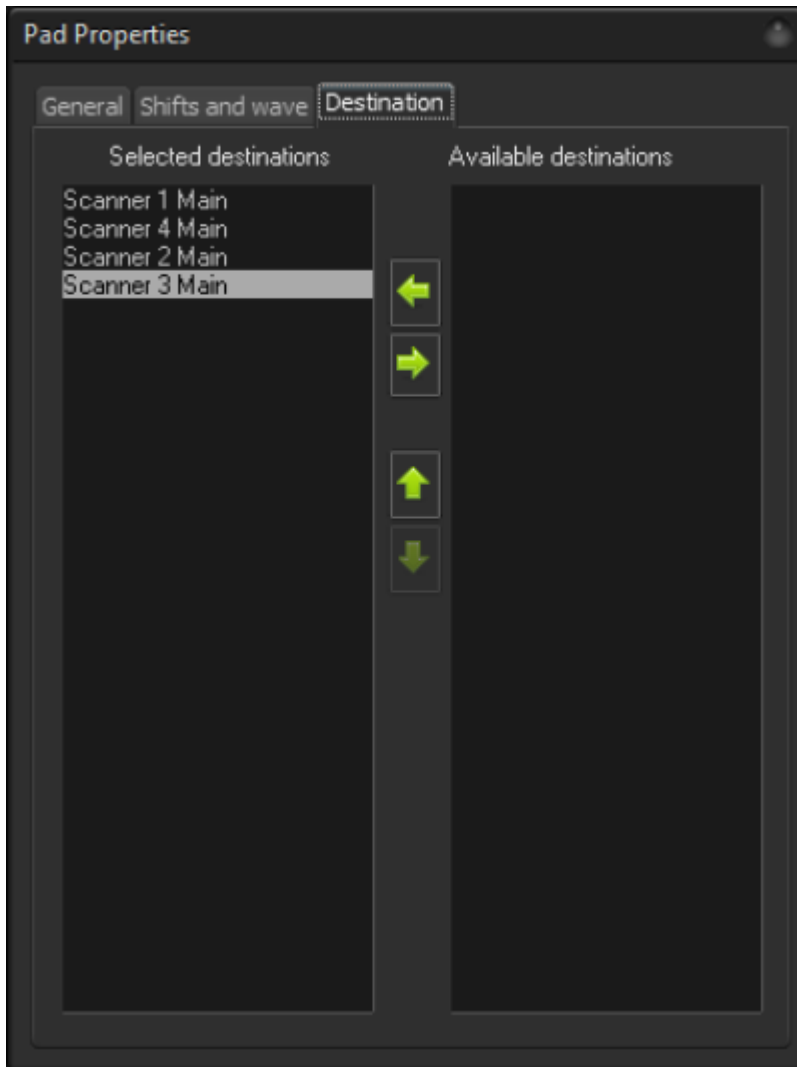 Pad Properties
General Shifts and wave Destination
Selected destinations Available destinations
Scanner 1 Main
Scanner 4 Main
Scanner 2 Main
Scanner 3 Main